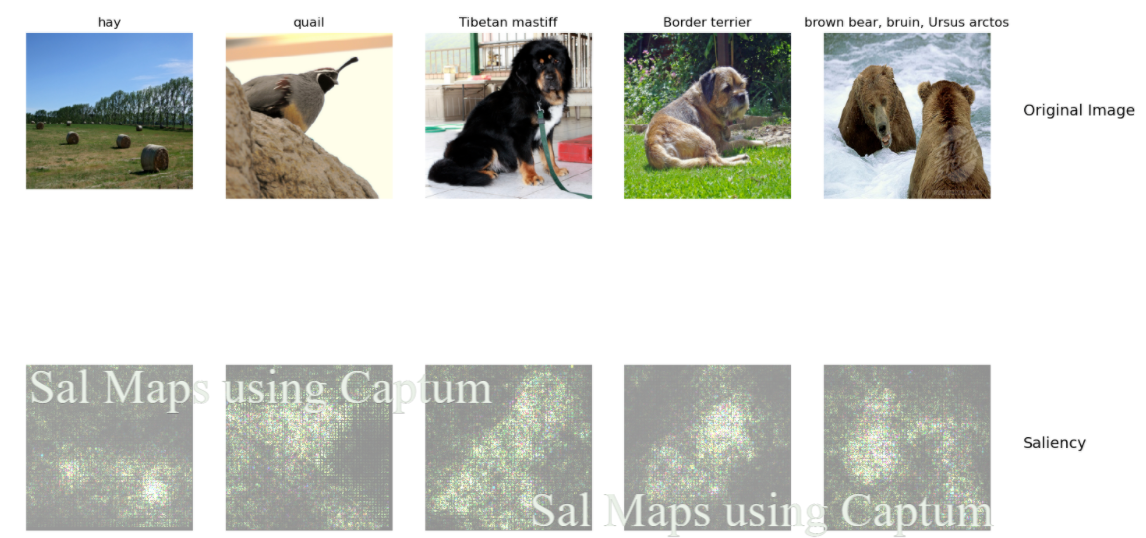 hay
quail
Tibetan mastiff
Border terrier
brown bear, bruin, Ursus arctos
Original Image
Sal Maps using Captum
Saliency
Sal Maps using Captum